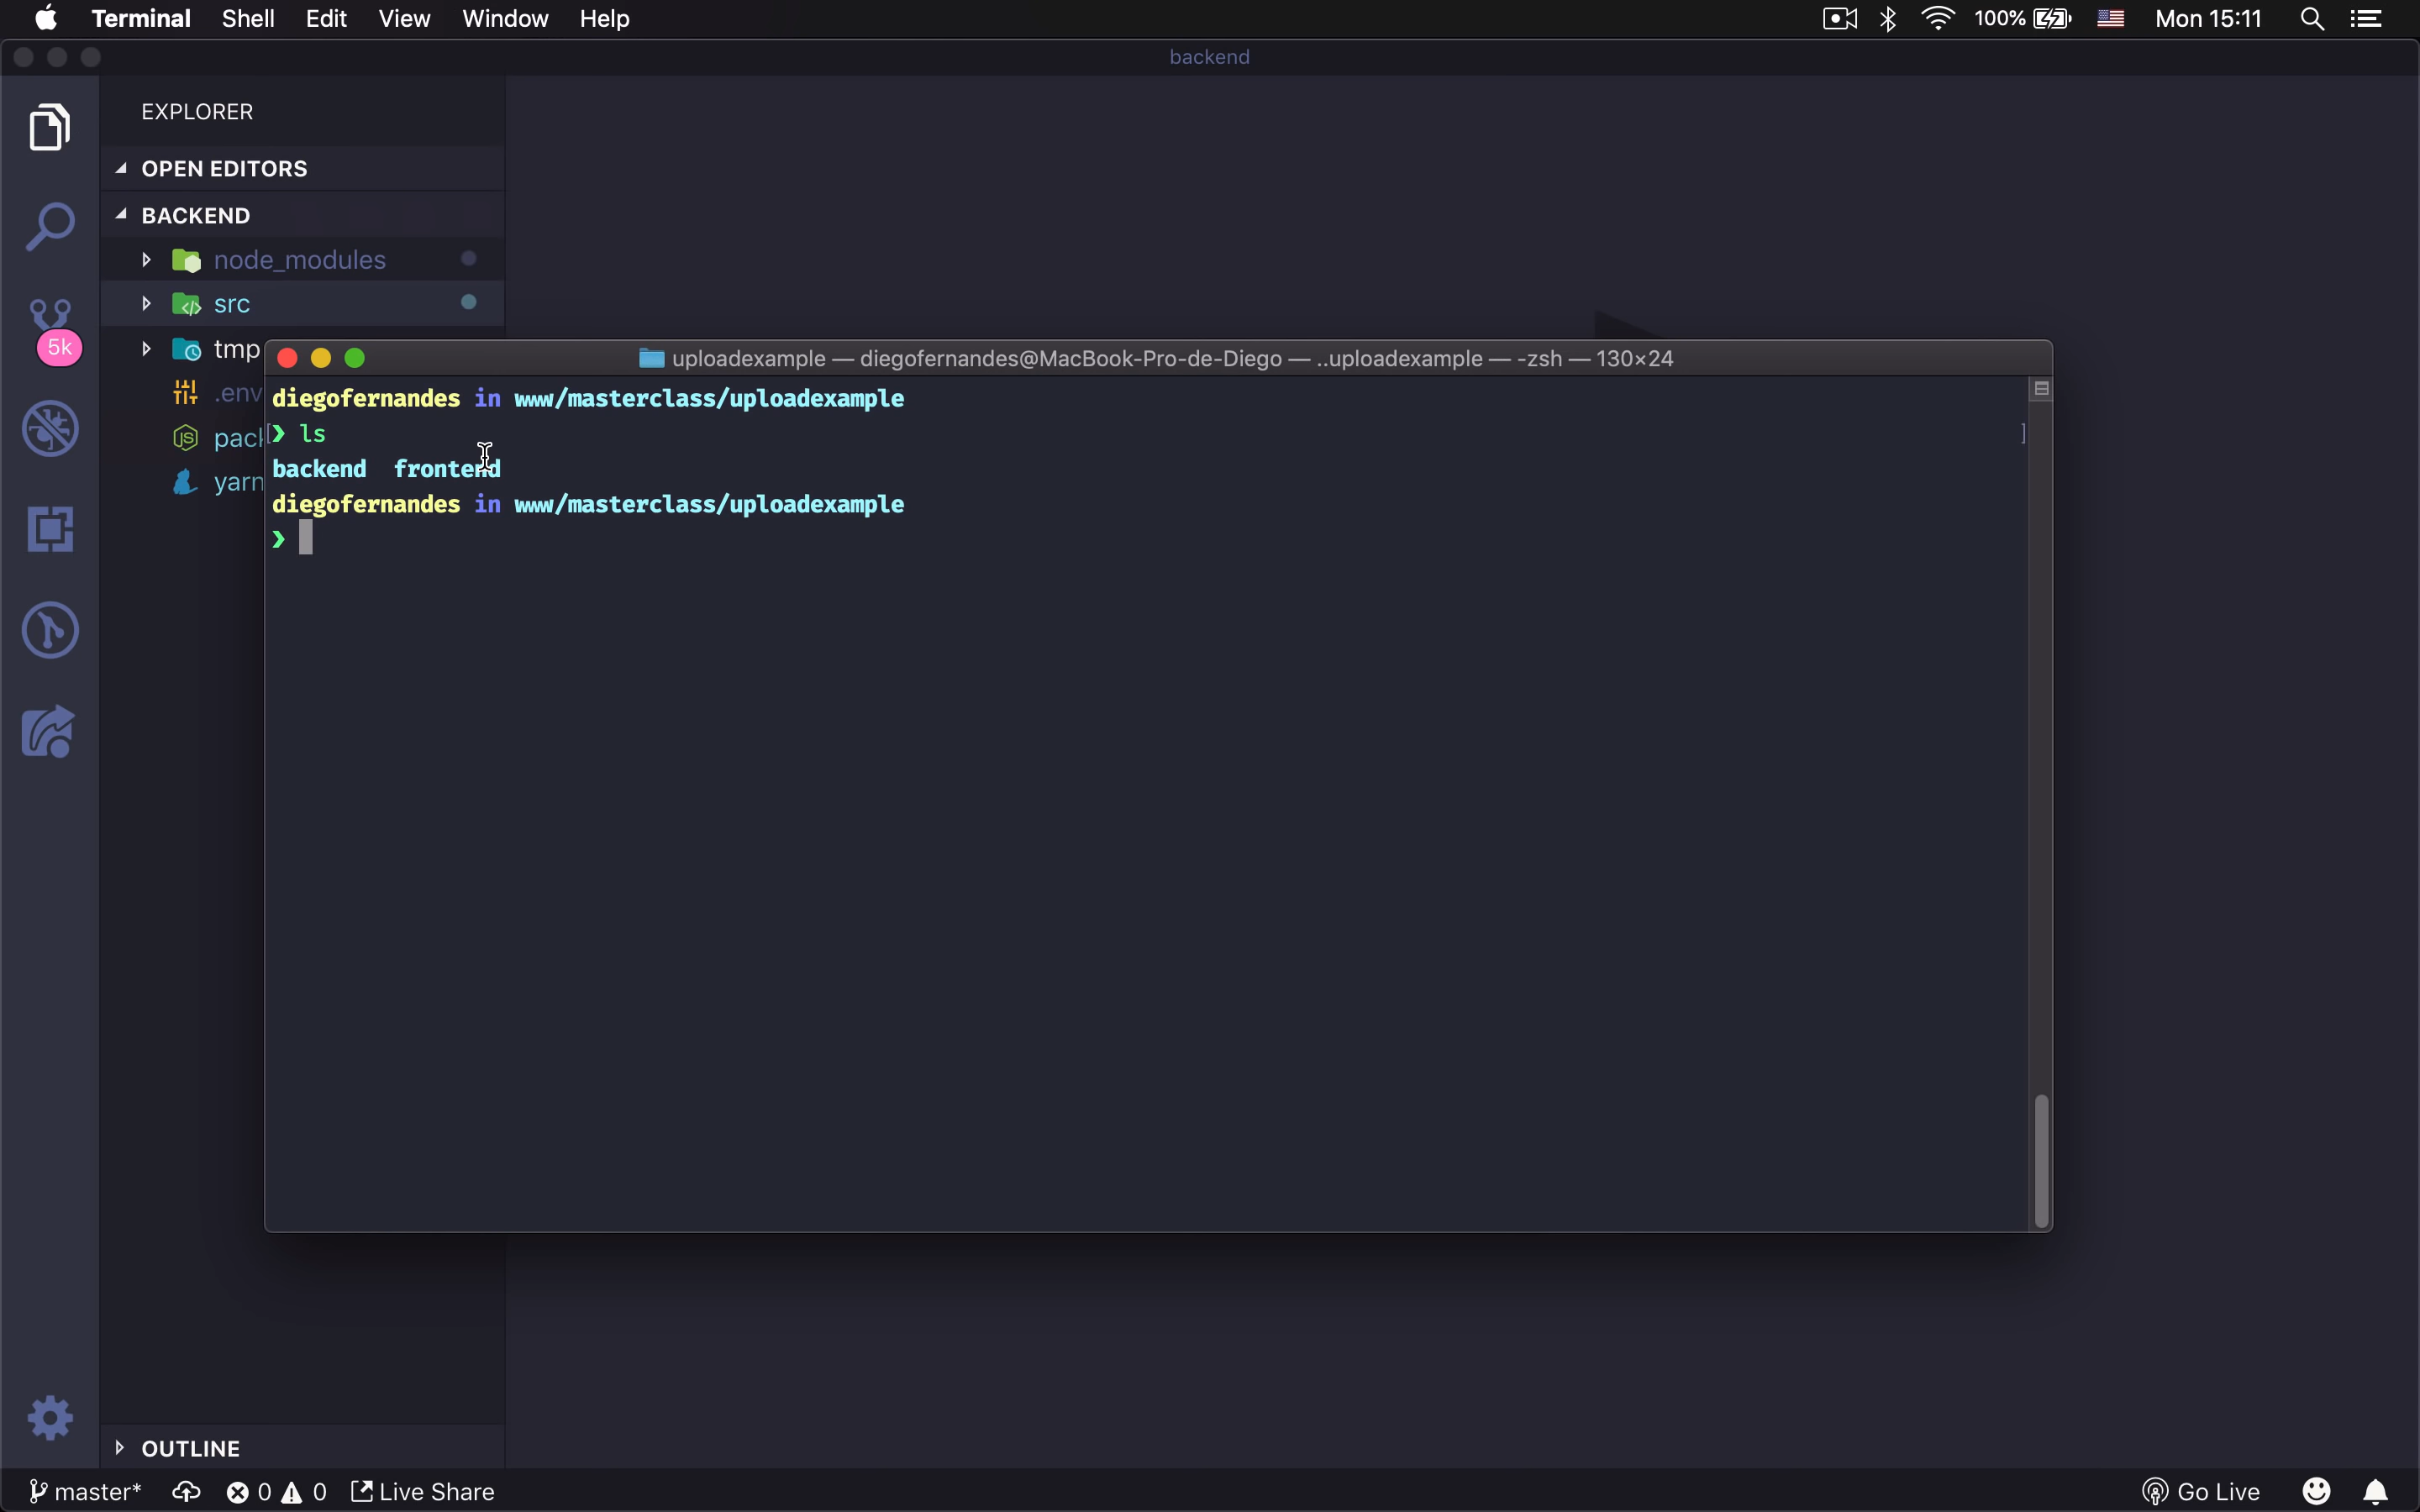 Terminal Shell Edit View Window Help 100% Mon 15:11
backend
EXPLORER
OPEN EDITORS
BACKEND
node_modules
src
5k
tmp
.env
pack
yarn
uploadexample — diegofernandes@MacBook-Pro-de-Diego — ..uploadexample — -zsh — 130×24
diegofernandes in www/masterclass/uploadexample
❯ ls
backend frontend
diegofernandes in www/masterclass/uploadexample
❯
OUTLINE
master* 0 0 Live Share Go Live